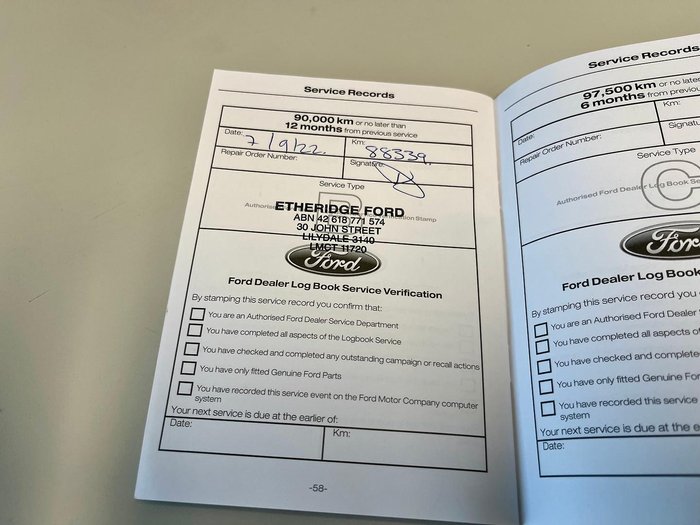 Service Records
90,000 km or no later than
12 months from previous service
Date: 7/9/22
Km: 88339
Repair Order Number:
Signature:
Service Type
B
Authorised
Stamp
ETHERIDGE FORD
ABN 42 618 771 574
30 JOHN STREET
LILYDALE 3140
LMCT 11720
Ford
Ford Dealer Log Book Service Verification
By stamping this service record you confirm that:
You are an Authorised Ford Dealer Service Department
You have completed all aspects of the Logbook Service
You have checked and completed any outstanding campaign or recall actions
You have only fitted Genuine Ford Parts
You have recorded this service event on the Ford Motor Company computer
system
Your next service is due at the earlier of:
Date:
Km:
-58-
Service Records
97,500 km or no late
6 months from previou
Date:
Km:
Repair Order Number:
Signatu
Service Type
C
Authorised Ford Dealer Log Book Se
For
Ford Dealer Log Book
By stamping this service record you
You are an Authorised Ford Dealer
You have completed all aspects of
You have checked and complete
You have only fitted Genuine For
You have recorded this service
system
Your next service is due at the e
Date: